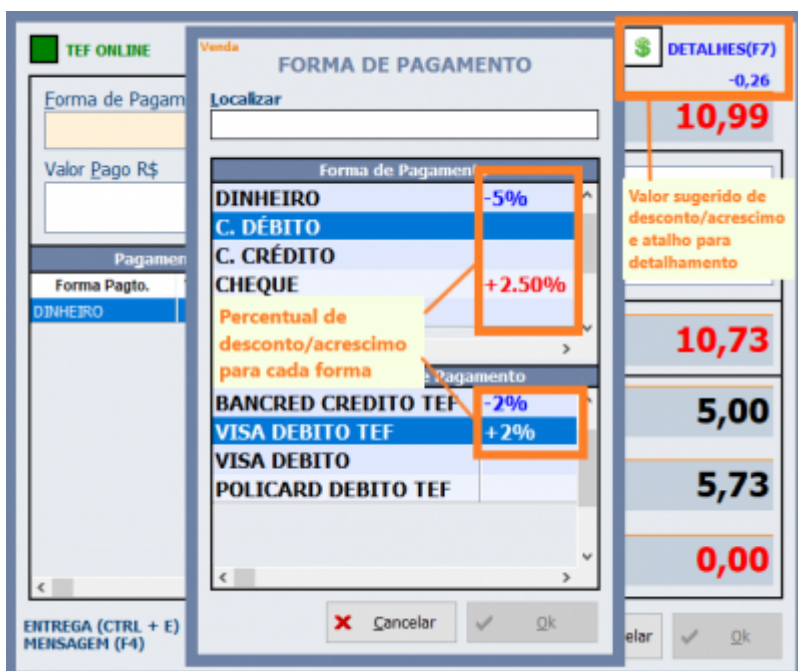 TEF ONLINE
Forma de Pagam
Valor Pago R$
Pagamen
Forma Pagto.
DINHEIRO
ENTREGA (CTRL + E)
MENSAGEM (F4)
Venda
FORMA DE PAGAMENTO
Localizar
Forma de Pagament
DINHEIRO -5%
C. DÉBITO
C. CRÉDITO
CHEQUE +2.50%
Percentual de
desconto/acrescimo
para cada forma
e Pagamento
BANCRED CREDITO TEF -2%
VISA DEBITO TEF +2%
VISA DEBITO
POLICARD DEBITO TEF
Cancelar
Ok
$ DETALHES(F7)
-0,26
10,99
Valor sugerido de
desconto/acrescimo
e atalho para
detalhamento
10,73
5,00
5,73
0,00
elar
Ok